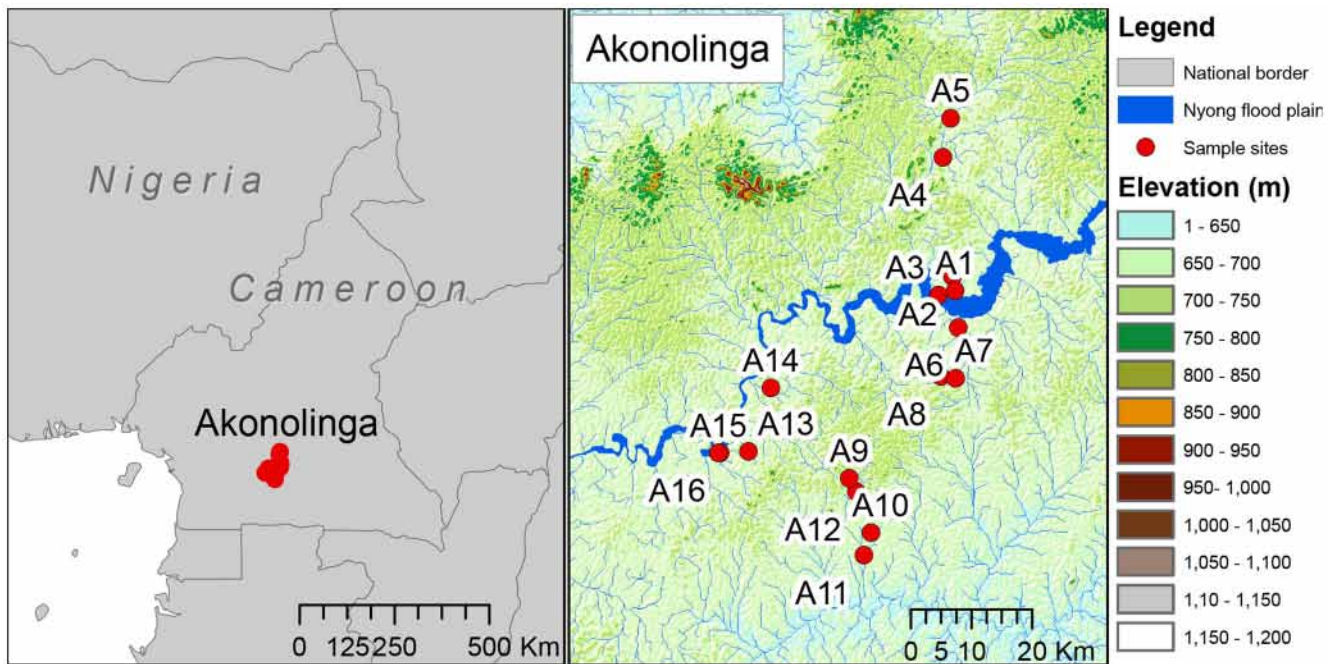 Nigeria
Cameroon
Akonolinga
0 125 250 500 Km
Akonolinga
A5
A4
A3 A1
A2
A7
A6
A14
A8
A15 A13
A9
A16
A10
A12
A11
0 5 10 20 Km
Legend
National border
Nyong flood plain
Sample sites
Elevation (m)
1 - 650
650 - 700
700 - 750
750 - 800
800 - 850
850 - 900
900 - 950
950- 1,000
1,000 - 1,050
1,050 - 1,100
1,10 - 1,150
1,150 - 1,200